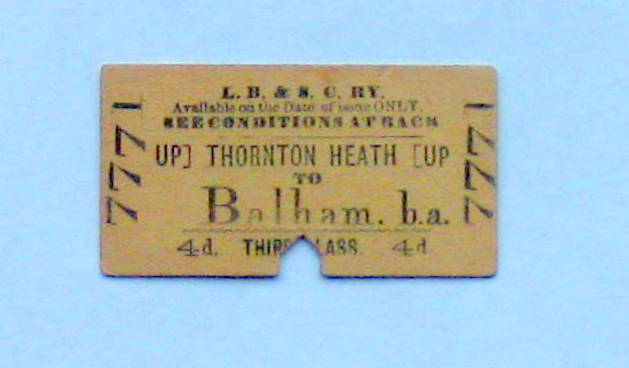 L. B. & S. C. RY.
Available on the Date of issue ONLY.
SEE CONDITIONS AT BACK
UP] THORNTON HEATH [UP
TO
Balham. b.a.
4d. THIRD CLASS. 4d
7771
7771